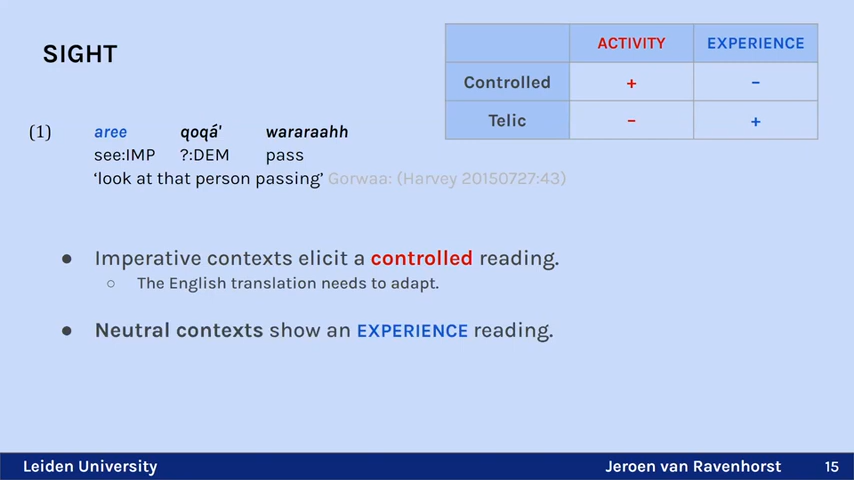 SIGHT
ACTIVITY EXPERIENCE
Controlled + −
Telic − +
(1) aree qoqá' wararaahh
see:IMP ?:DEM pass
‘look at that person passing’ Gorwaa: (Harvey 20150727:43)
● Imperative contexts elicit a controlled reading.
○ The English translation needs to adapt.
● Neutral contexts show an EXPERIENCE reading.
Leiden University Jeroen van Ravenhorst 15